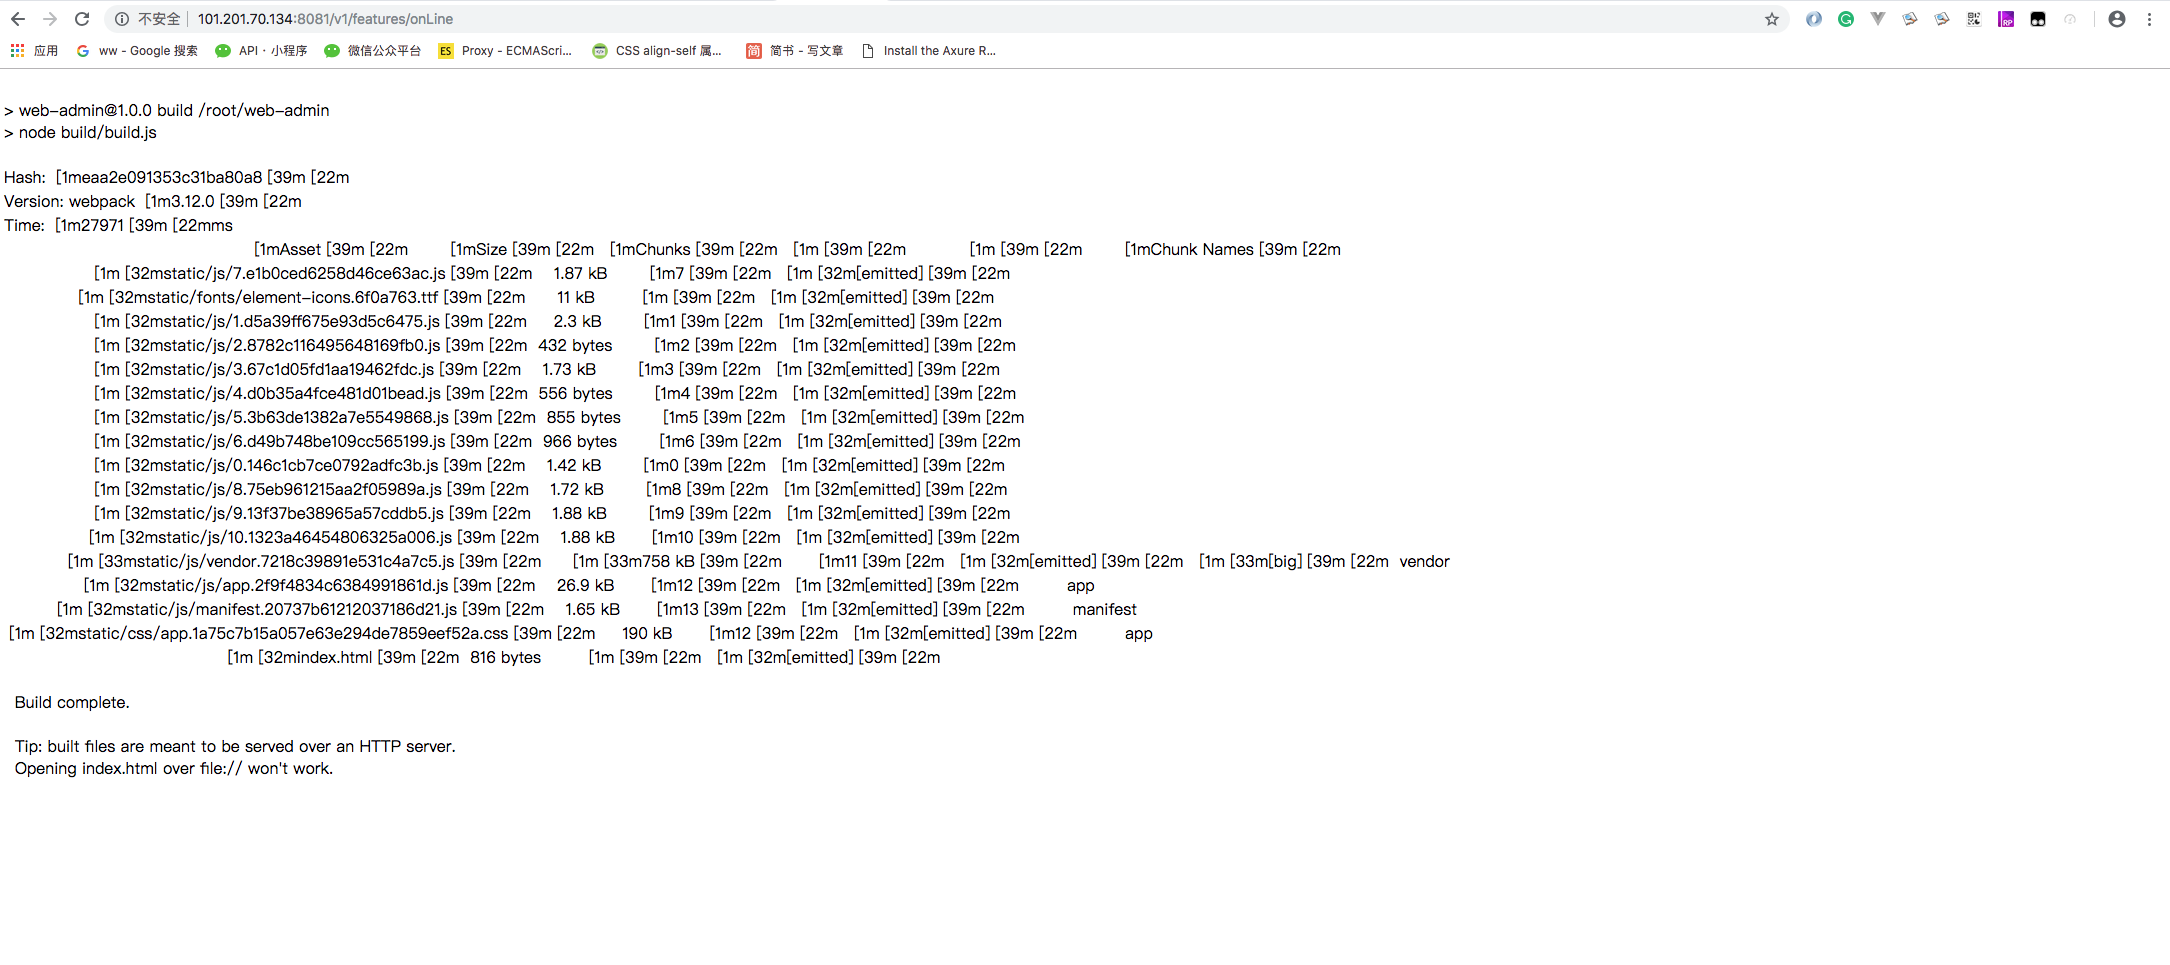 不安全 101.201.70.134:8081/v1/features/onLine
应用 ww - Google 搜索 API · 小程序 微信公众平台 ES Proxy - ECMAScri... CSS align-self 属... 简 简书 - 写文章 Install the Axure R...
> web-admin@1.0.0 build /root/web-admin
> node build/build.js
Hash: [1meaa2e091353c31ba80a8 [39m [22m
Version: webpack [1m3.12.0 [39m [22m
Time: [1m27971 [39m [22mms
[1mAsset [39m [22m [1mSize [39m [22m [1mChunks [39m [22m [1m [39m [22m [1m [39m [22m [1mChunk Names [39m [22m
[1m [32mstatic/js/7.e1b0ced6258d46ce63ac.js [39m [22m 1.87 kB [1m7 [39m [22m [1m [32m[emitted] [39m [22m
[1m [32mstatic/fonts/element-icons.6f0a763.ttf [39m [22m 11 kB [1m [39m [22m [1m [32m[emitted] [39m [22m
[1m [32mstatic/js/1.d5a39ff675e93d5c6475.js [39m [22m 2.3 kB [1m1 [39m [22m [1m [32m[emitted] [39m [22m
[1m [32mstatic/js/2.8782c116495648169fb0.js [39m [22m 432 bytes [1m2 [39m [22m [1m [32m[emitted] [39m [22m
[1m [32mstatic/js/3.67c1d05fd1aa19462fdc.js [39m [22m 1.73 kB [1m3 [39m [22m [1m [32m[emitted] [39m [22m
[1m [32mstatic/js/4.d0b35a4fce481d01bead.js [39m [22m 556 bytes [1m4 [39m [22m [1m [32m[emitted] [39m [22m
[1m [32mstatic/js/5.3b63de1382a7e5549868.js [39m [22m 855 bytes [1m5 [39m [22m [1m [32m[emitted] [39m [22m
[1m [32mstatic/js/6.d49b748be109cc565199.js [39m [22m 966 bytes [1m6 [39m [22m [1m [32m[emitted] [39m [22m
[1m [32mstatic/js/0.146c1cb7ce0792adfc3b.js [39m [22m 1.42 kB [1m0 [39m [22m [1m [32m[emitted] [39m [22m
[1m [32mstatic/js/8.75eb961215aa2f05989a.js [39m [22m 1.72 kB [1m8 [39m [22m [1m [32m[emitted] [39m [22m
[1m [32mstatic/js/9.13f37be38965a57cddb5.js [39m [22m 1.88 kB [1m9 [39m [22m [1m [32m[emitted] [39m [22m
[1m [32mstatic/js/10.1323a46454806325a006.js [39m [22m 1.88 kB [1m10 [39m [22m [1m [32m[emitted] [39m [22m
[1m [33mstatic/js/vendor.7218c39891e531c4a7c5.js [39m [22m [1m [33m758 kB [39m [22m [1m11 [39m [22m [1m [32m[emitted] [39m [22m [1m [33m[big] [39m [22m vendor
[1m [32mstatic/js/app.2f9f4834c6384991861d.js [39m [22m 26.9 kB [1m12 [39m [22m [1m [32m[emitted] [39m [22m app
[1m [32mstatic/js/manifest.20737b61212037186d21.js [39m [22m 1.65 kB [1m13 [39m [22m [1m [32m[emitted] [39m [22m manifest
[1m [32mstatic/css/app.1a75c7b15a057e63e294de7859eef52a.css [39m [22m 190 kB [1m12 [39m [22m [1m [32m[emitted] [39m [22m app
[1m [32mindex.html [39m [22m 816 bytes [1m [39m [22m [1m [32m[emitted] [39m [22m
Build complete.
Tip: built files are meant to be served over an HTTP server.
Opening index.html over file:// won't work.